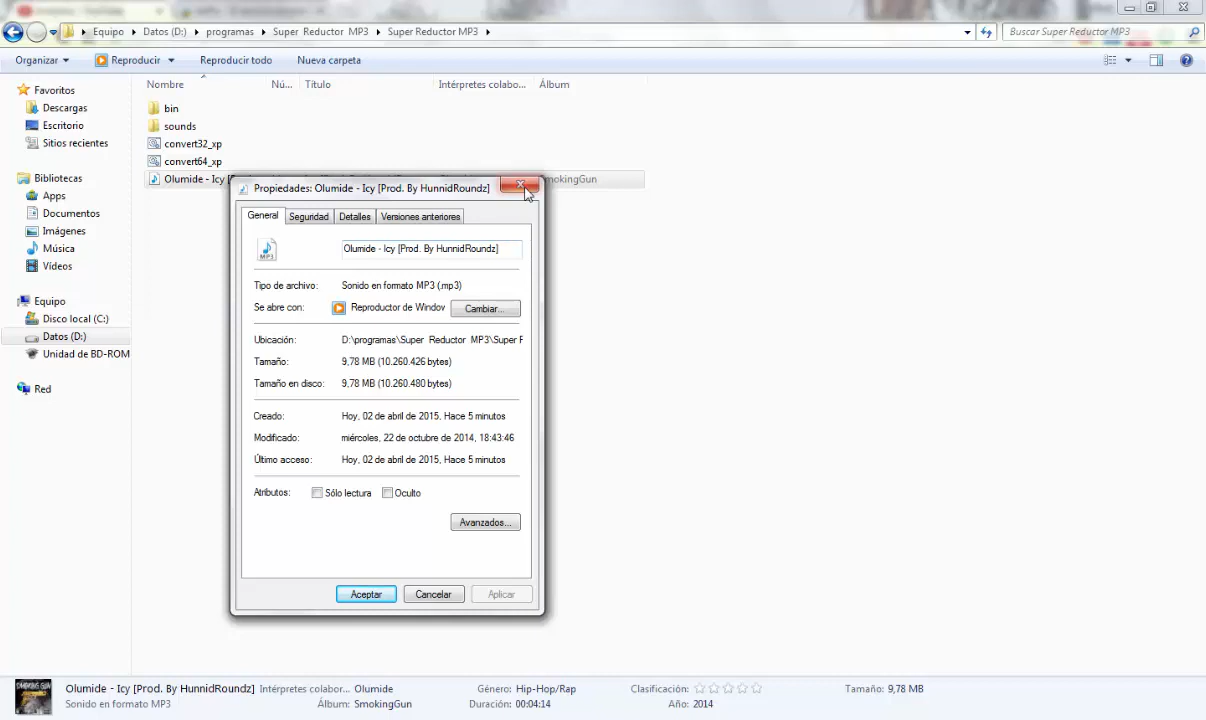 Equipo Datos (D:) programas Super Reductor MP3 Super Reductor MP3
Buscar Super Reductor MP3
Organizar Reproducir Reproducir todo Nueva carpeta
Favoritos
Descargas
Escritorio
Sitios recientes
Bibliotecas
Apps
Documentos
Imágenes
Música
Vídeos
Equipo
Disco local (C:)
Datos (D:)
Unidad de BD-ROM
Red
Nombre Nú... Título Intérpretes colabo... Álbum
bin
sounds
convert32_xp
convert64_xp
Olumide - Icy [P
SmokingGun
Propiedades: Olumide - Icy [Prod. By HunnidRoundz]
General Seguridad Detalles Versiones anteriores
MP3
Olumide - Icy [Prod. By HunnidRoundz]
Tipo de archivo: Sonido en formato MP3 (.mp3)
Se abre con: Reproductor de Window Cambiar...
Ubicación: D:\programas\Super Reductor MP3\Super F
Tamaño: 9,78 MB (10.260.426 bytes)
Tamaño en disco: 9,78 MB (10.260.480 bytes)
Creado: Hoy, 02 de abril de 2015, Hace 5 minutos
Modificado: miércoles, 22 de octubre de 2014, 18:43:46
Último acceso: Hoy, 02 de abril de 2015, Hace 5 minutos
Atributos: Sólo lectura Oculto
Avanzados...
Aceptar Cancelar Aplicar
Olumide - Icy [Prod. By HunnidRoundz] Intérpretes colabor... Olumide Género: Hip-Hop/Rap Clasificación: Tamaño: 9,78 MB
Sonido en formato MP3 Álbum: SmokingGun Duración: 00:04:14 Año: 2014